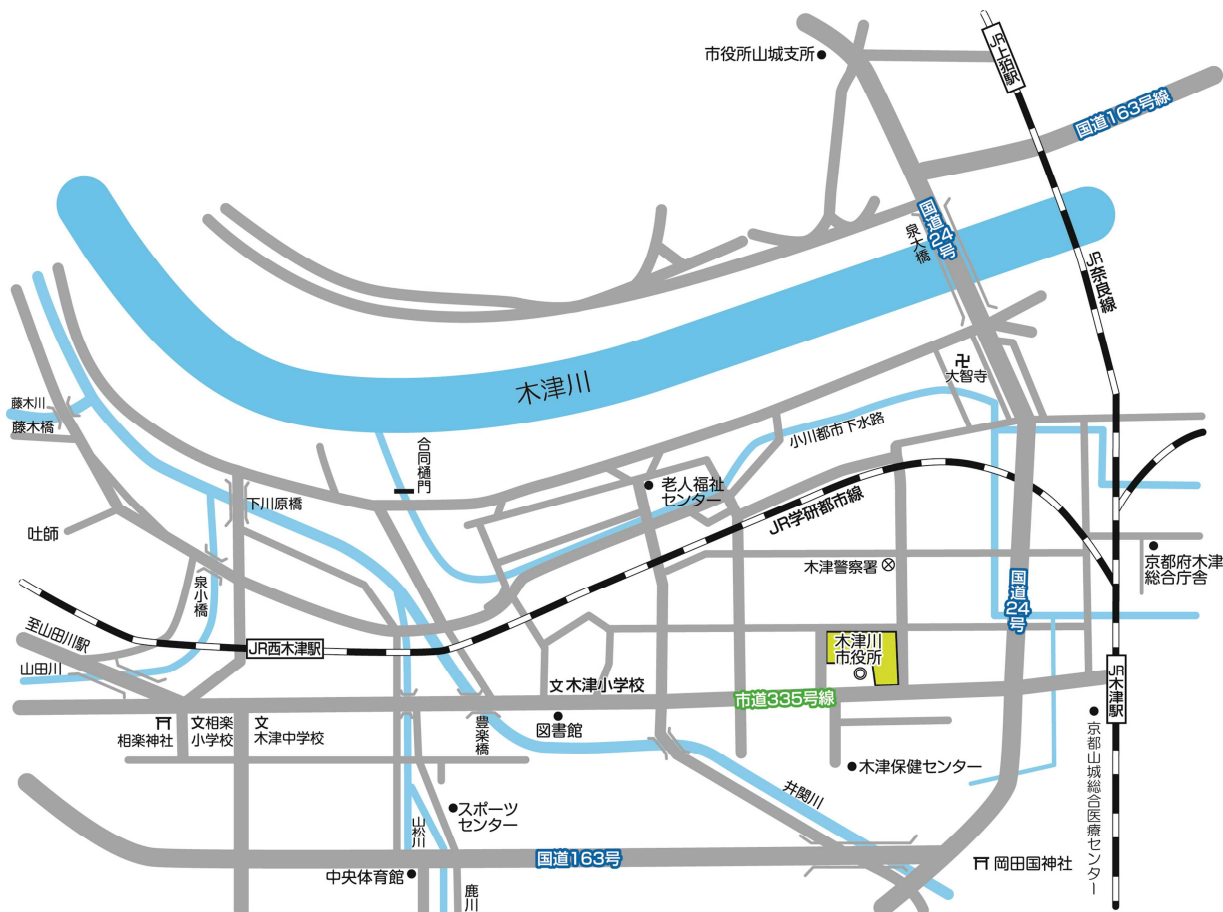 市役所山城支所
JR上狛駅
国道163号線
国道24号
泉大橋
JR奈良線
木津川
大智寺
藤木川
藤木橋
合同樋門
小川都市下水路
下川原橋
老人福祉
センター
JR学研都市線
吐師
泉小橋
木津警察署
京都府木津
総合庁舎
国道24号
至山田川駅
JR西木津駅
木津川
市役所
山田川
文木津小学校
市道335号線
JR木津駅
相楽神社
文相楽
小学校
文
木津中学校
豊楽橋
図書館
木津保健センター
京都山城総合医療センター
井関川
スポーツ
センター
山松川
国道163号
中央体育館
鹿川
岡田国神社